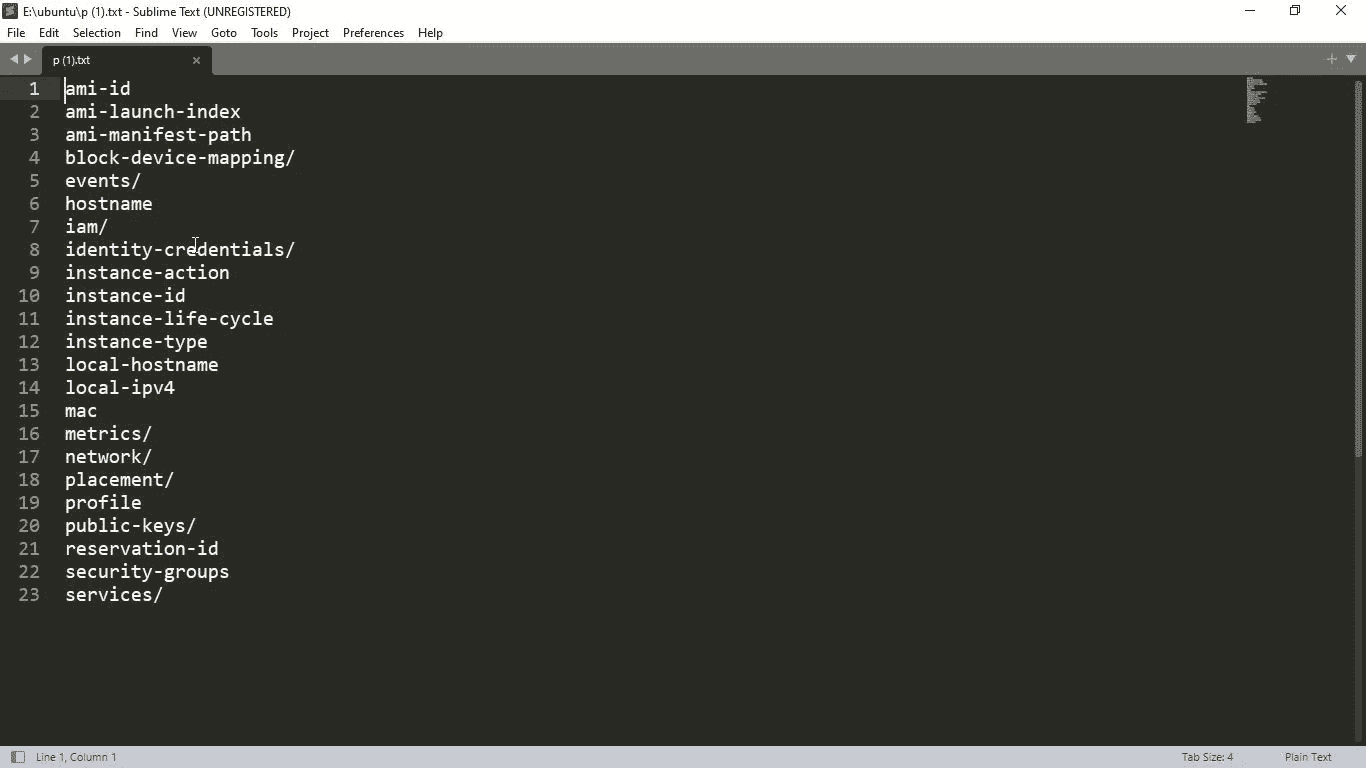 E:\ubuntu\p (1).txt - Sublime Text (UNREGISTERED)
File Edit Selection Find View Goto Tools Project Preferences Help
p (1).txt
1 ami-id
2 ami-launch-index
3 ami-manifest-path
4 block-device-mapping/
5 events/
6 hostname
7 iam/
8 identity-credentials/
9 instance-action
10 instance-id
11 instance-life-cycle
12 instance-type
13 local-hostname
14 local-ipv4
15 mac
16 metrics/
17 network/
18 placement/
19 profile
20 public-keys/
21 reservation-id
22 security-groups
23 services/
Line 1, Column 1 Tab Size: 4 Plain Text